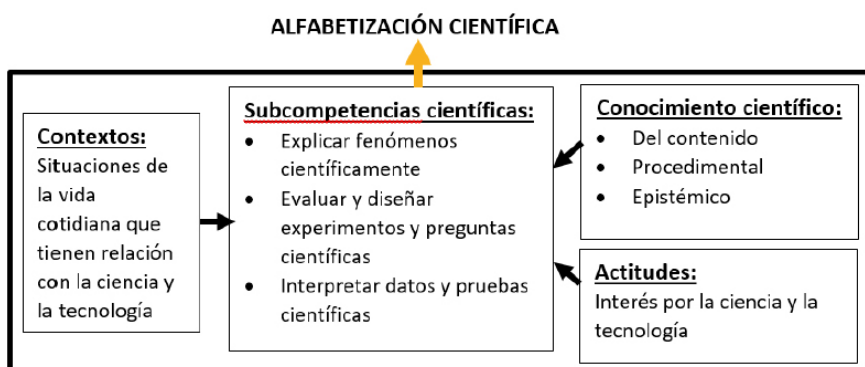 ALFABETIZACIÓN CIENTÍFICA
Contextos:
Situaciones de
la vida
cotidiana que
tienen relación
con la ciencia y
la tecnología
Subcompetencias científicas:
• Explicar fenómenos
científicamente
• Evaluar y diseñar
experimentos y preguntas
científicas
• Interpretar datos y pruebas
científicas
Conocimiento científico:
• Del contenido
• Procedimental
• Epistémico
Actitudes:
Interés por la ciencia y la
tecnología